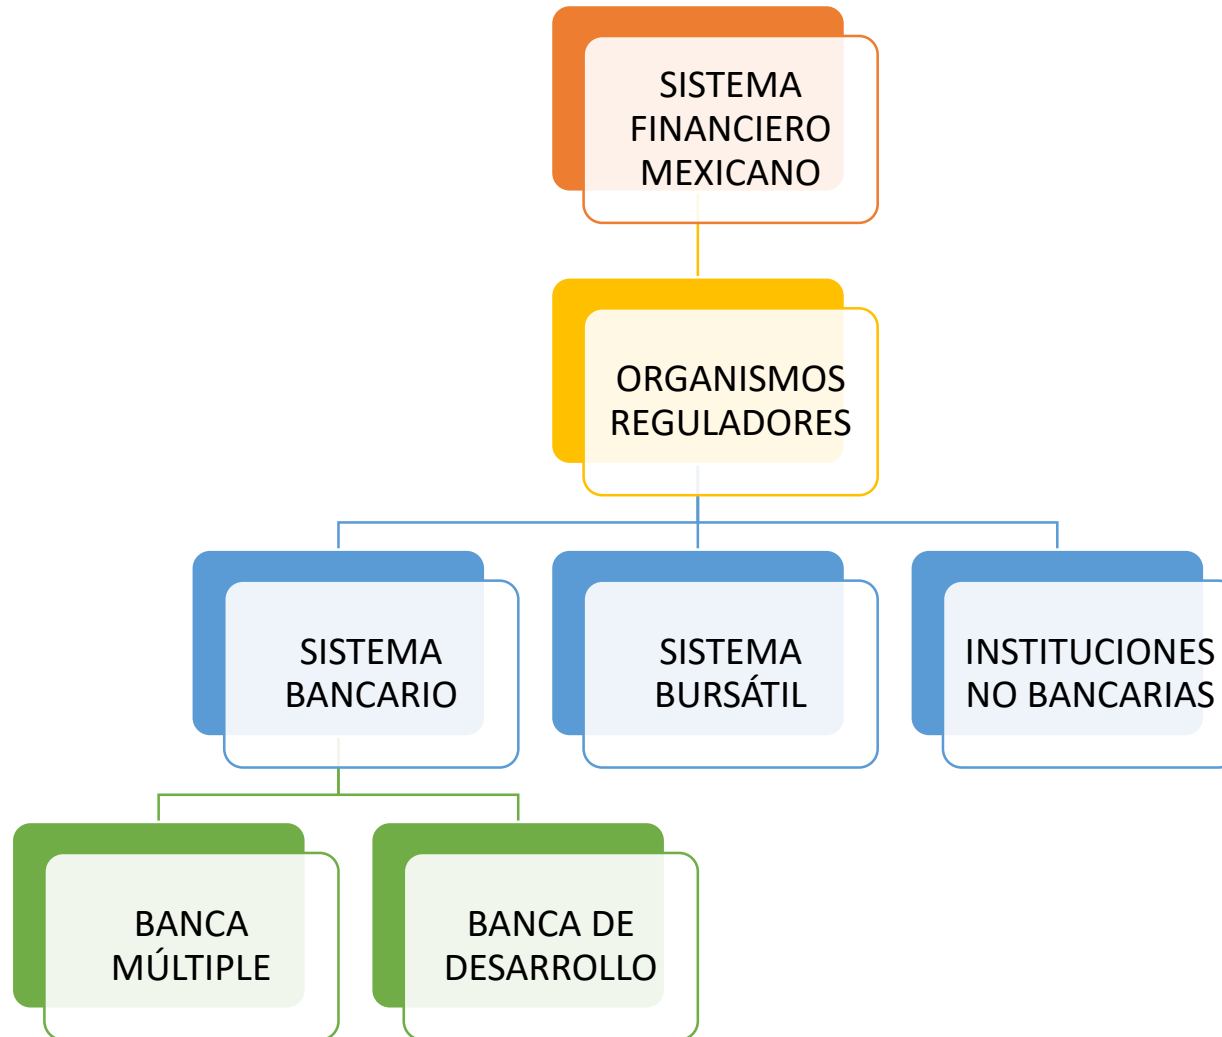 SISTEMA
FINANCIERO
MEXICANO
ORGANISMOS
REGULADORES
SISTEMA
BANCARIO
SISTEMA
BURSÁTIL
INSTITUCIONES
NO BANCARIAS
BANCA
MÚLTIPLE
BANCA DE
DESARROLLO